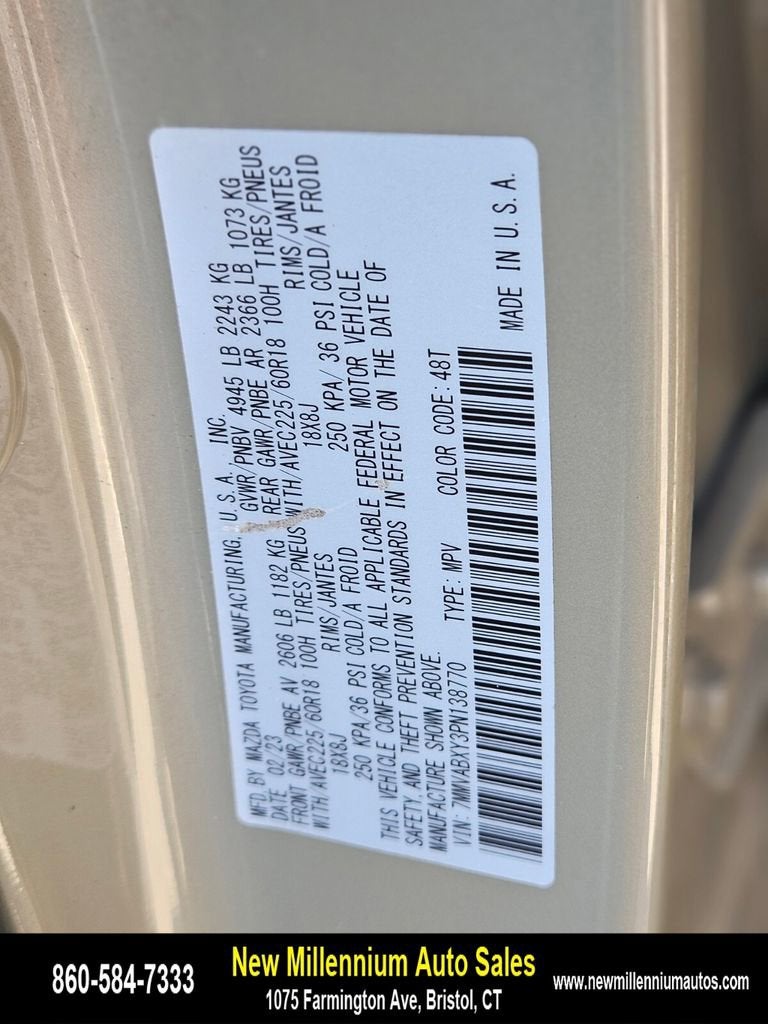 MFD. BY MAZDA TOYOTA MANUFACTURING, U.S.A., INC.
DATE: 02/23 GVWR/PNBV 4945 LB 2243 KG
FRONT GAWR/PNBE AV 2606 LB 1182 KG REAR GAWR/PNBE AR 2366 LB 1073 KG
WITH/AVEC225/60R18 100H TIRES/PNEUS WITH/AVEC225/60R18 100H TIRES/PNEUS
18X8J RIMS/JANTES 18X8J RIMS/JANTES
250 KPA/36 PSI COLD/A FROID 250 KPA/ 36 PSI COLD/A FROID
THIS VEHICLE CONFORMS TO ALL APPLICABLE FEDERAL MOTOR VEHICLE
SAFETY, AND THEFT PREVENTION STANDARDS IN EFFECT ON THE DATE OF
MANUFACTURE SHOWN ABOVE.
VIN: 7MMVABXY3PN138770 TYPE: MPV COLOR CODE: 48T
MADE IN U.S.A.
860-584-7333
New Millennium Auto Sales
1075 Farmington Ave, Bristol, CT
www.newmillenniumautos.com